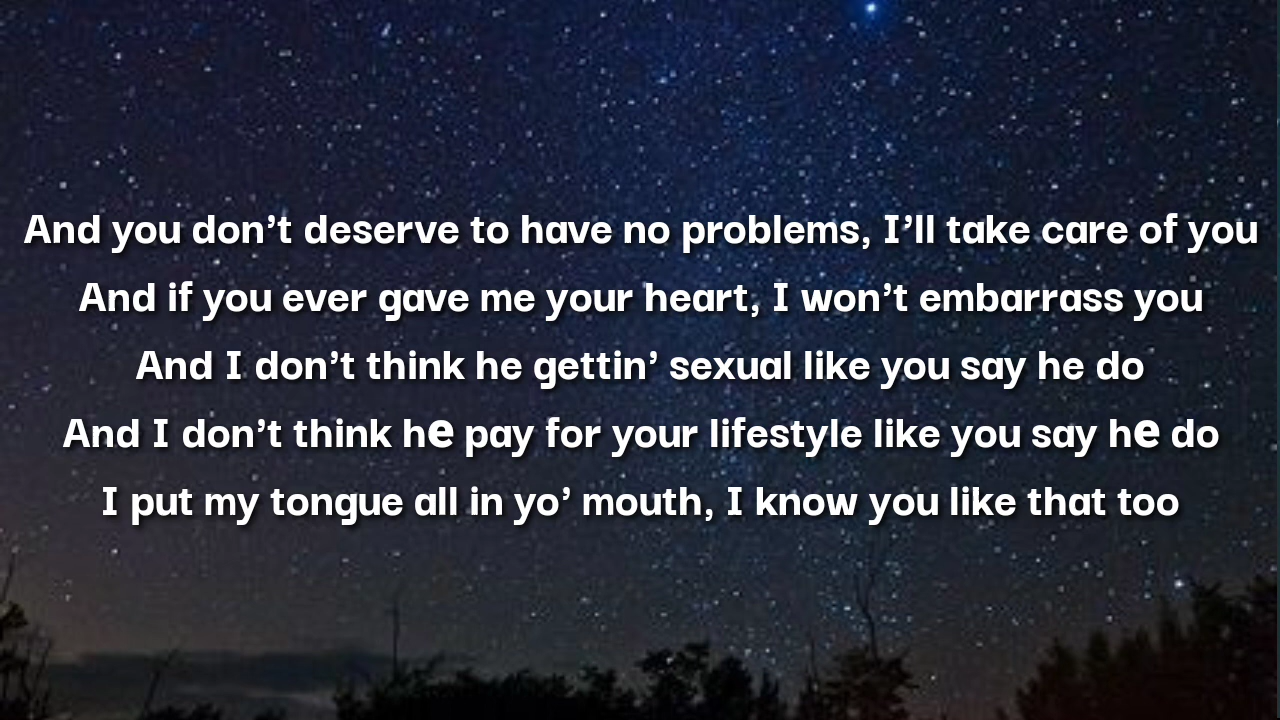 And you don’t deserve to have no problems, I’ll take care of you
And if you ever gave me your heart, I won’t embarrass you
And I don’t think he gettin’ sexual like you say he do
And I don’t think hе pay for your lifestyle like you say hе do
I put my tongue all in yo’ mouth, I know you like that too